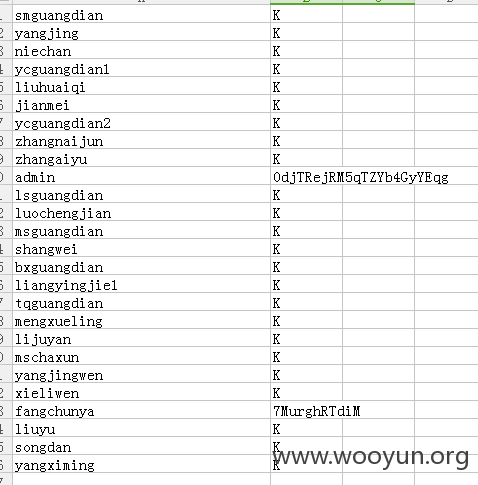 smguangdian K
yangjing K
niechan K
ycguangdian1 K
liuhuaiqi K
jianmei K
ycguangdian2 K
zhangnaijun K
zhangaiyu K
admin 0djTRejRM5qTZYb4GyYEqg
lsguangdian K
luochengjian K
msguangdian K
shangwei K
bxguangdian K
liangyingjie1 K
tqguangdian K
mengxueling K
lijuyan K
mschaxun K
yangjingwen K
xieliwen K
fangchunya 7MurghRTdiM
liuyu K
songdan K
yangximing K
www.wooyun.org